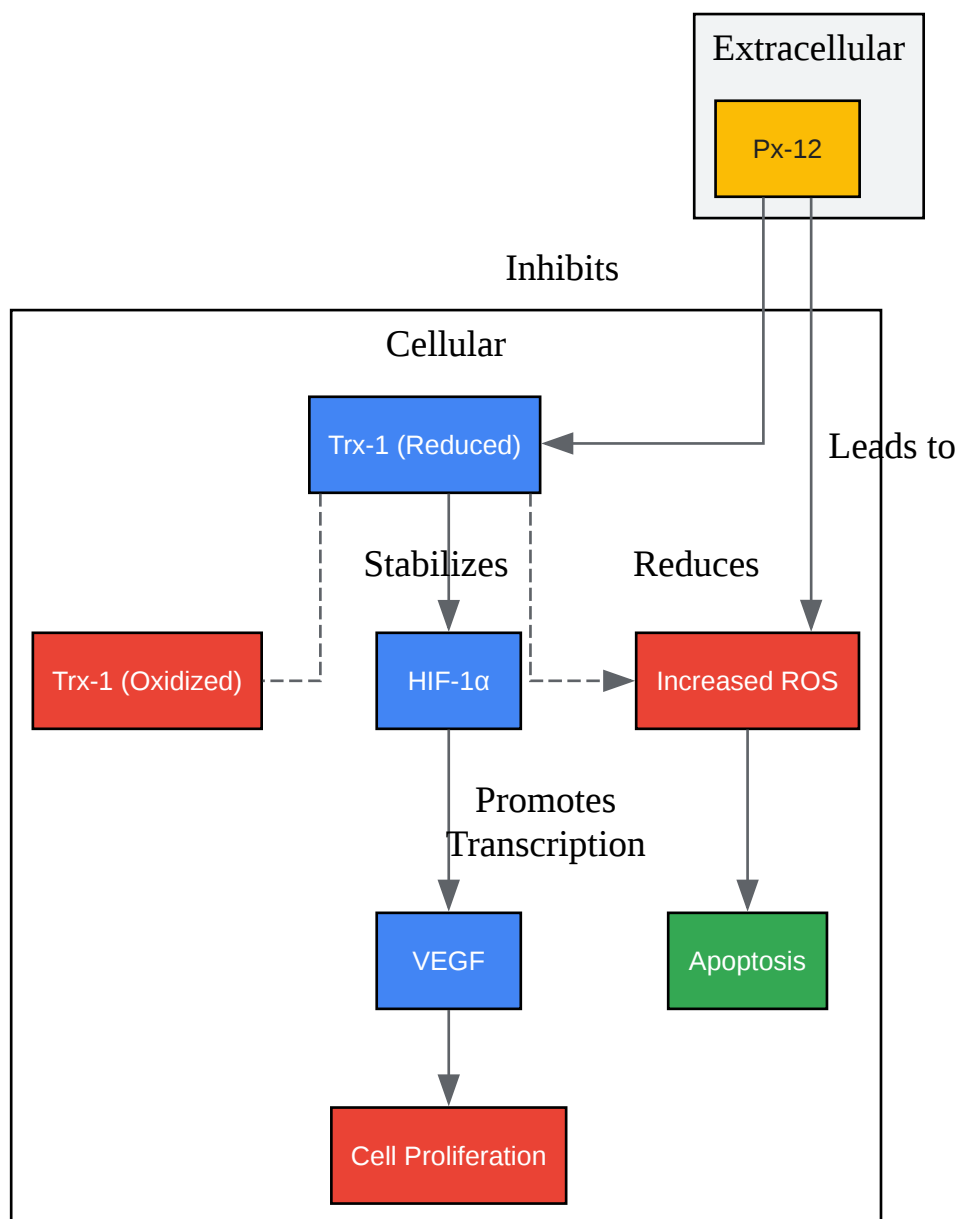 Extracellular
Px-12
Inhibits
Cellular
Trx-1 (Reduced)
Leads to
Stabilizes
Reduces
Trx-1 (Oxidized)
HIF-1α
Increased ROS
Promotes
Transcription
VEGF
Apoptosis
Cell Proliferation